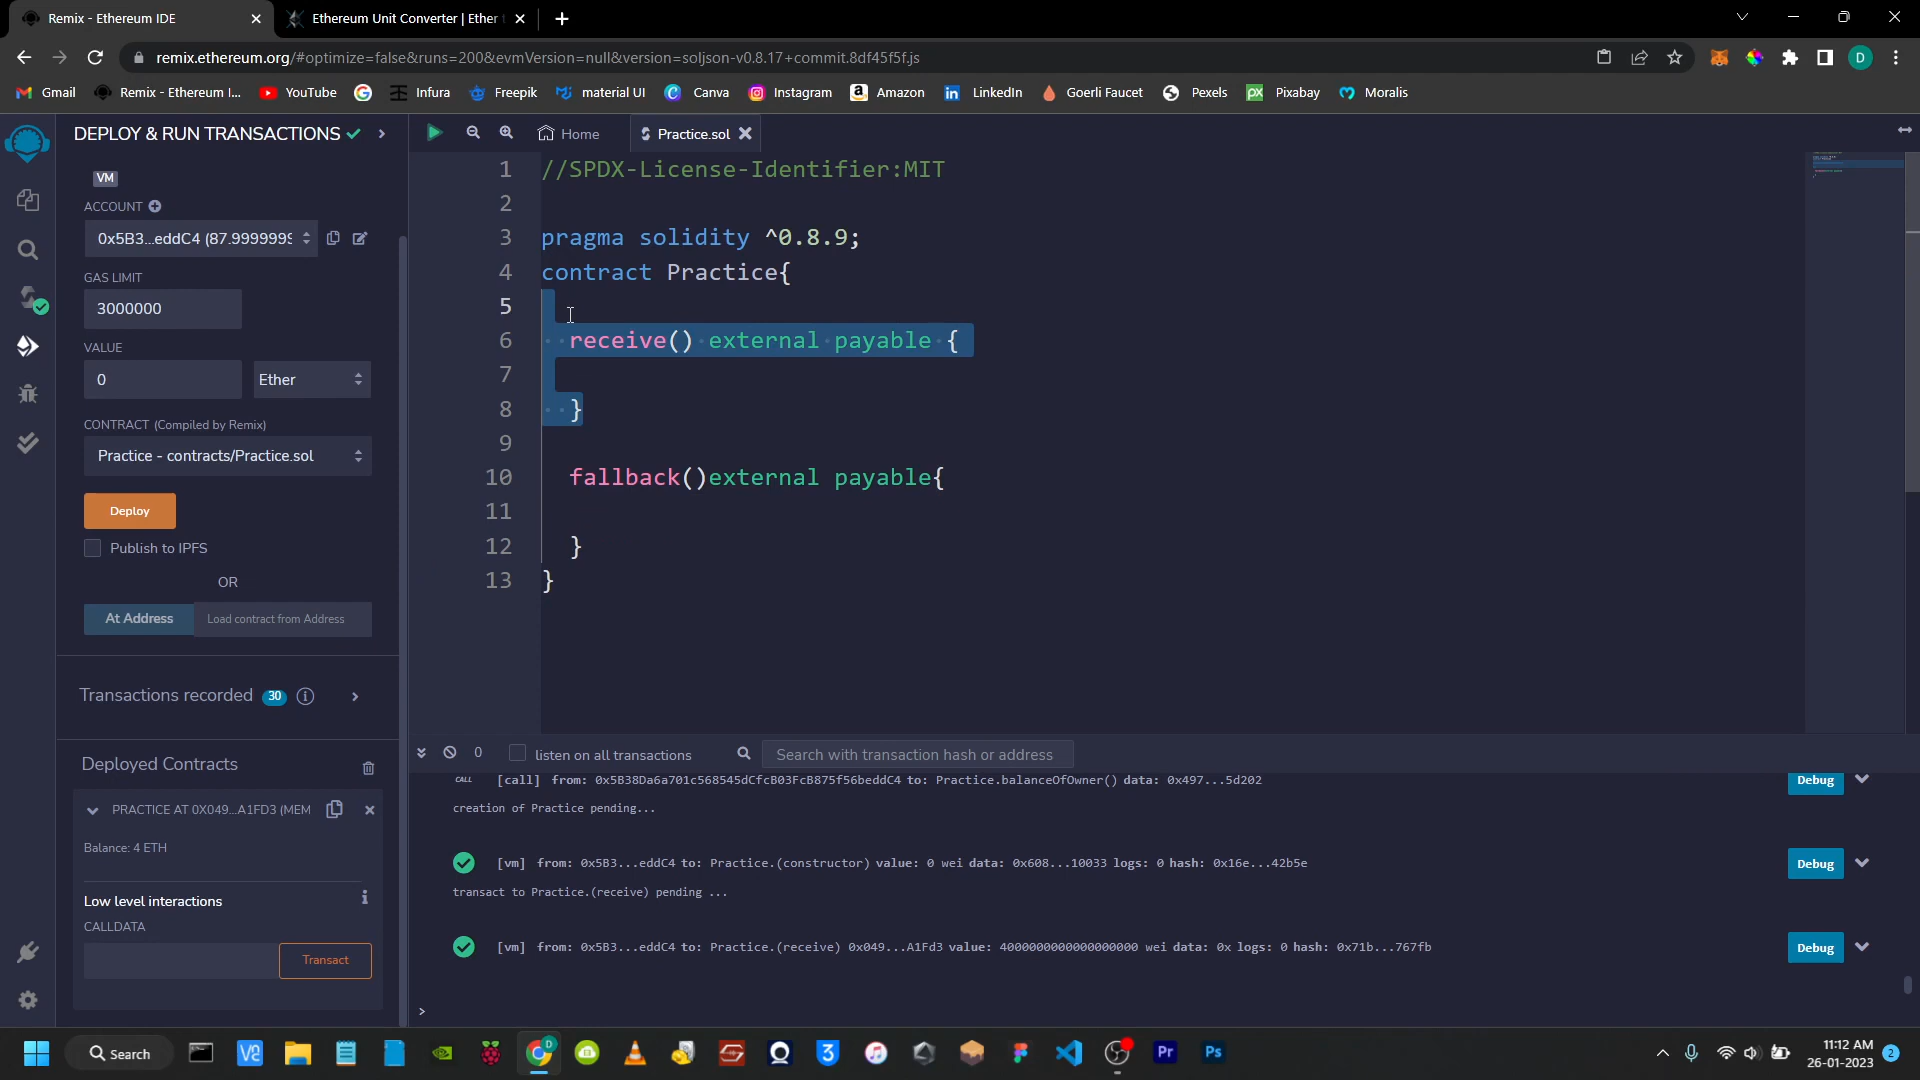 Remix - Ethereum IDE
Ethereum Unit Converter | Ether
remix.ethereum.org/#optimize=false&runs=200&evmVersion=null&version=soljson-v0.8.17+commit.8df45f5f.js
D
Gmail
Remix - Ethereum I...
YouTube
Infura
Freepik
material UI
Canva
Instagram
Amazon
LinkedIn
Goerli Faucet
Pexels
Pixabay
Moralis
DEPLOY & RUN TRANSACTIONS
VM
ACCOUNT
0x5B3...eddC4 (87.9999999
GAS LIMIT
3000000
VALUE
0
Ether
CONTRACT (Compiled by Remix)
Practice - contracts/Practice.sol
Deploy
Publish to IPFS
OR
At Address
Load contract from Address
Transactions recorded 30
Deployed Contracts
PRACTICE AT 0X049...A1FD3 (MEM
Balance: 4 ETH
Low level interactions
CALLDATA
Transact
Home
Practice.sol
1 //SPDX-License-Identifier:MIT
2
3 pragma solidity ^0.8.9;
4 contract Practice{
5
6 receive() external payable {
7
8 }
9
10 fallback()external payable{
11
12 }
13 }
0
listen on all transactions
Search with transaction hash or address
CALL [call] from: 0x5B38Da6a701c568545dCfcB03FcB875f56beddC4 to: Practice.balanceOfOwner() data: 0x497...5d202
Debug
creation of Practice pending...
[vm] from: 0x5B3...eddC4 to: Practice.(constructor) value: 0 wei data: 0x608...10033 logs: 0 hash: 0x16e...42b5e
Debug
transact to Practice.(receive) pending ...
[vm] from: 0x5B3...eddC4 to: Practice.(receive) 0x049...A1Fd3 value: 4000000000000000000 wei data: 0x logs: 0 hash: 0x71b...767fb
Debug
>
Search
D
Pr
Ps
11:12 AM
26-01-2023
2